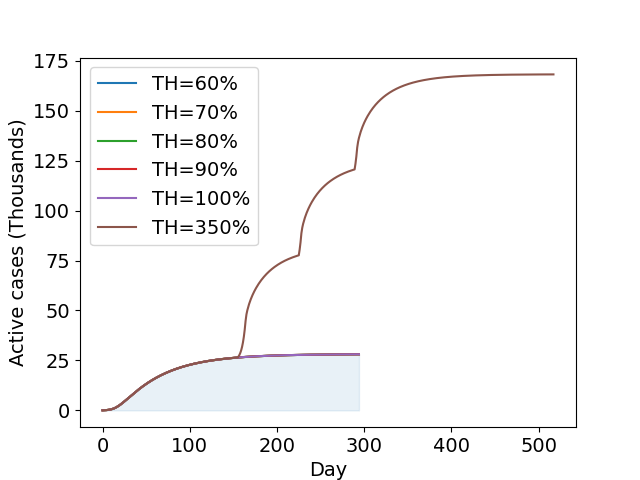 175
150
125
100
75
50
25
0
Active cases (Thousands)
TH=60%
TH=70%
TH=80%
TH=90%
TH=100%
TH=350%
0 100 200 300 400 500
Day